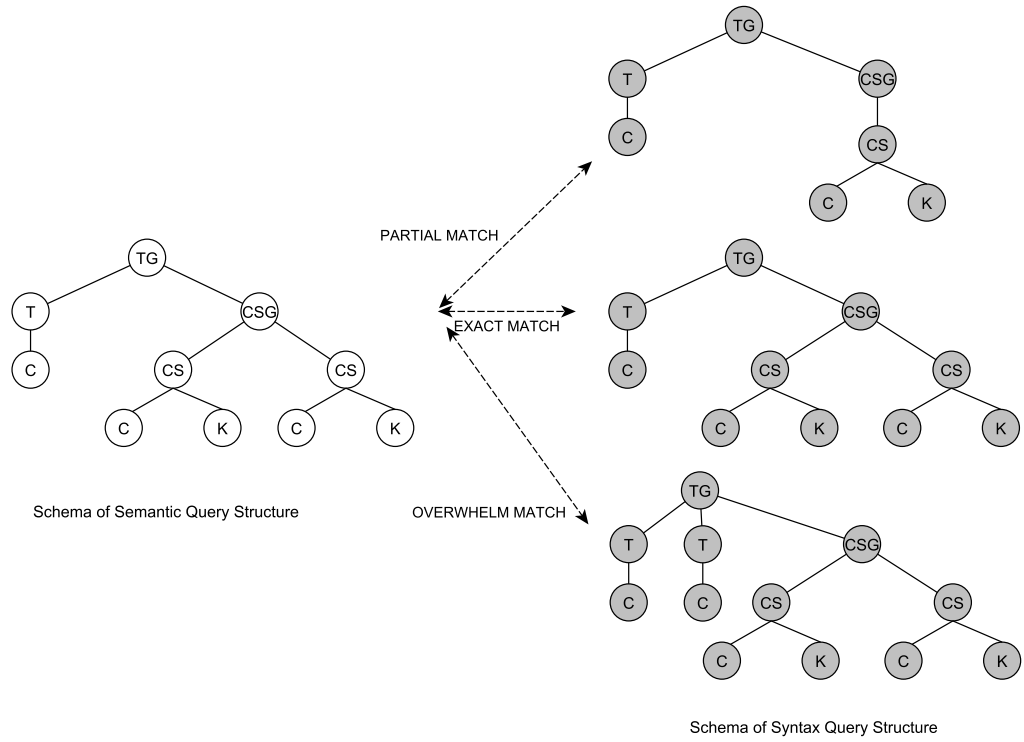 TG
T
CSG
C
CS
C K
PARTIAL MATCH
TG
T
CSG
C
CS
CS
C K C K
Schema of Semantic Query Structure
EXACT MATCH
TG
T
CSG
C
CS
CS
C K C K
OVERWHELM MATCH
TG
T T CSG
C C CS CS
C K C K
Schema of Syntax Query Structure